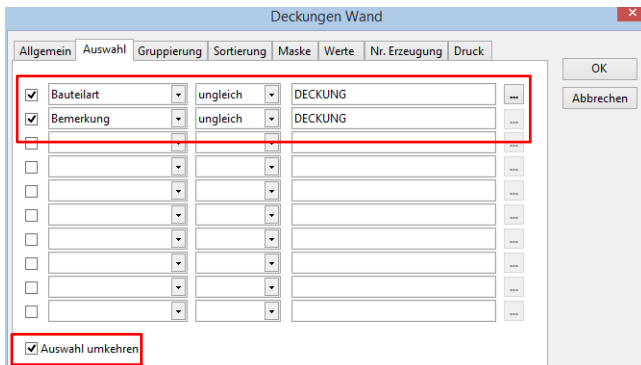 Deckungen Wand
Allgemein Auswahl Gruppierung Sortierung Maske Werte Nr. Erzeugung Druck
OK
Bauteilart ungleich DECKUNG ...
Abbrechen
Bemerkung ungleich DECKUNG ...
...
...
...
...
...
...
...
...
Auswahl umkehren